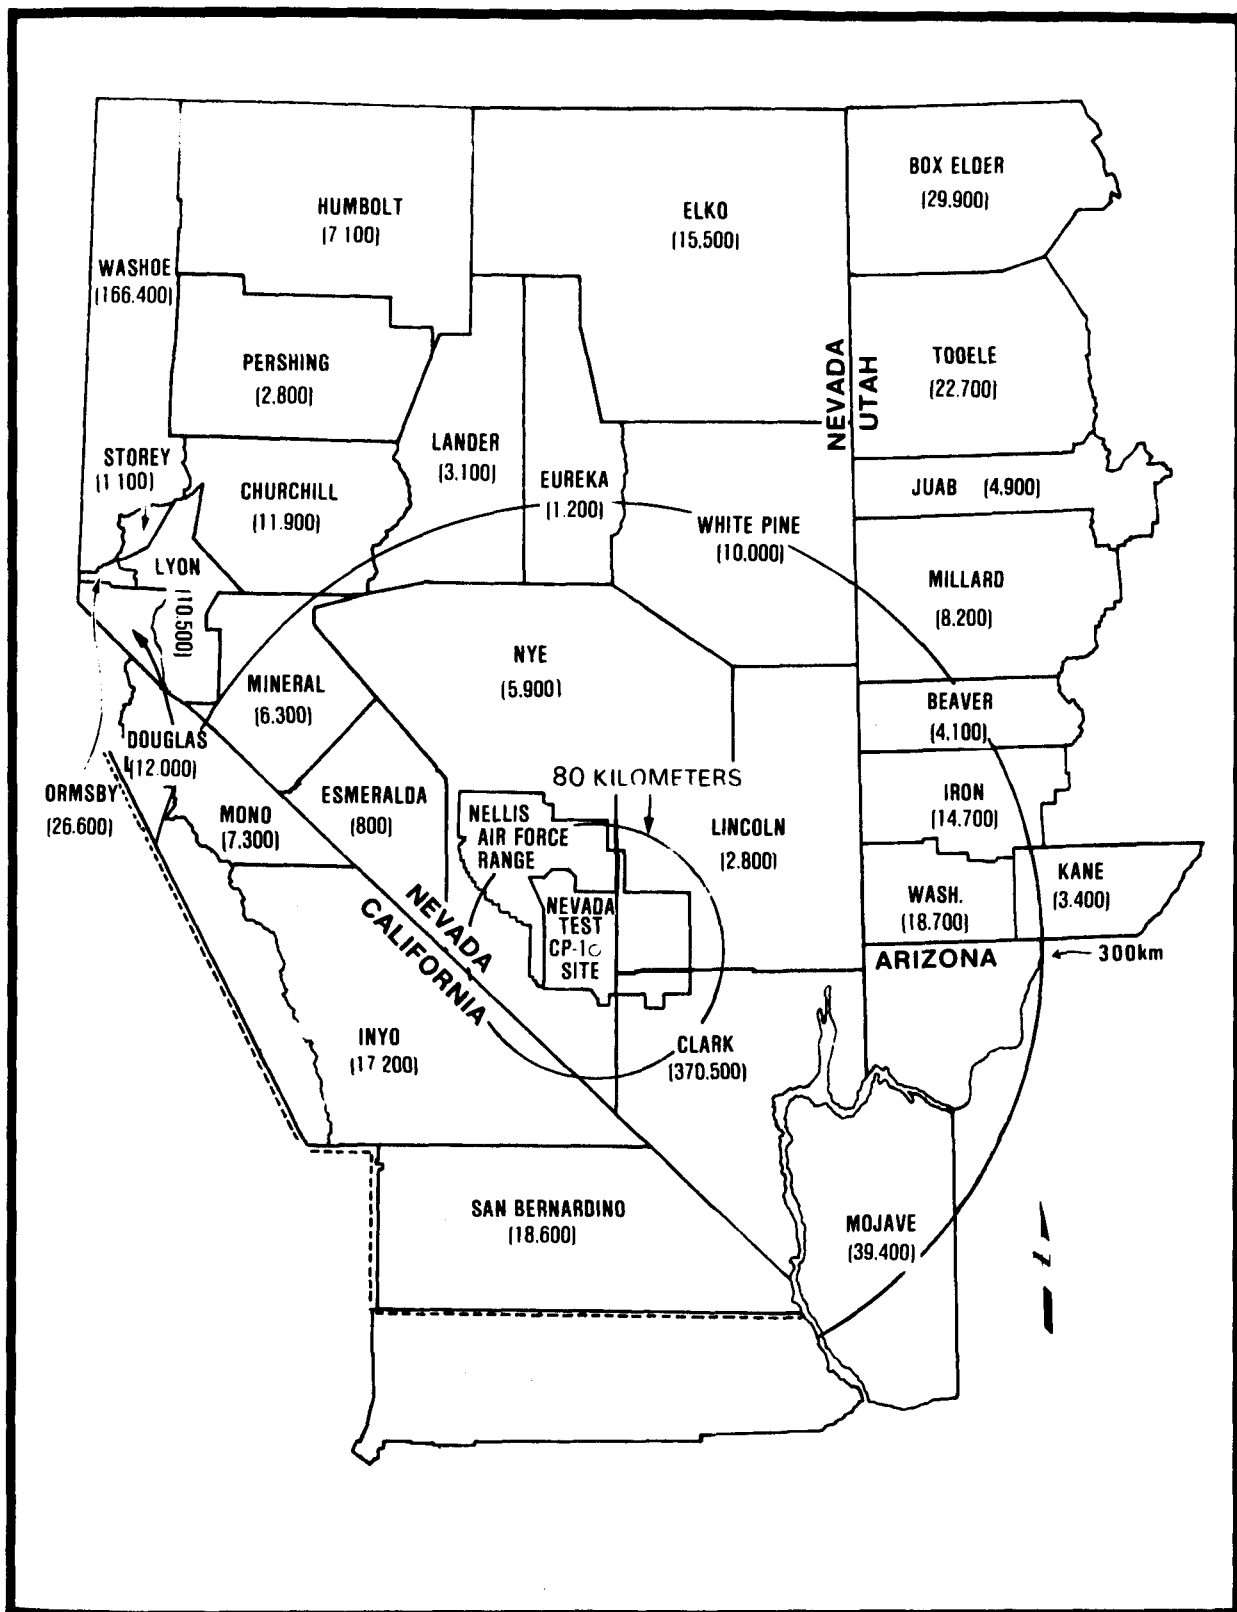 BOX ELDER
(29.900)
HUMBOLT
(7 100)
ELKO
(15,500)
WASHOE
(166.400)
PERSHING
(2.800)
NEVADA
UTAH
TOOELE
(22.700)
LANDER
(3.100)
STOREY
(1 100)
CHURCHILL
(11.900)
EUREKA
(1.200)
JUAB (4.900)
WHITE PINE
(10.000)
LYON
(10.500)
MILLARD
(8.200)
NYE
(5.900)
MINERAL
(6.300)
BEAVER
(4.100)
DOUGLAS
(12.000)
ORMSBY
(26.600)
MONO
(7.300)
ESMERALDA
(800)
80 KILOMETERS
NELLIS
AIR FORCE
RANGE
LINCOLN
(2.800)
IRON
(14.700)
KANE
(3.400)
WASH.
(18.700)
NEVADA
TEST
CP-1
SITE
NEVADA
CALIFORNIA
ARIZONA
300km
INYO
(17 200)
CLARK
(370.500)
SAN BERNARDINO
(18.600)
MOJAVE
(39.400)